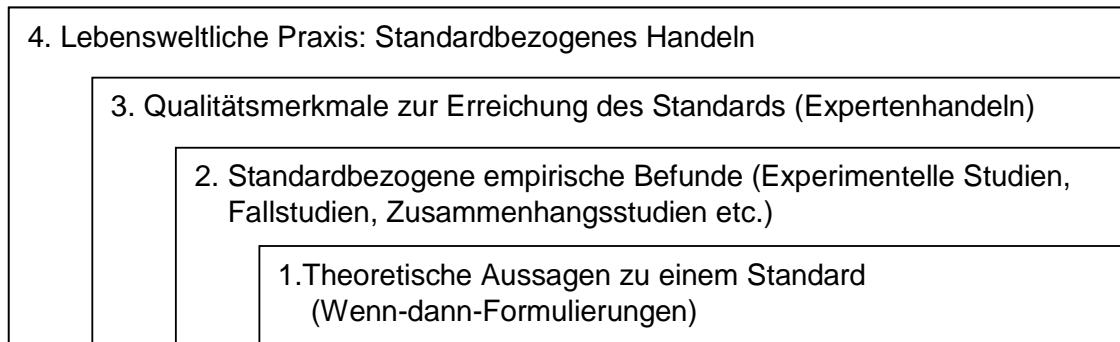 4. Lebensweltliche Praxis: Standardbezogenes Handeln
3. Qualitätsmerkmale zur Erreichung des Standards (Expertenhandeln)
2. Standardbezogene empirische Befunde (Experimentelle Studien,
Fallstudien, Zusammenhangsstudien etc.)
1.Theoretische Aussagen zu einem Standard
(Wenn-dann-Formulierungen)